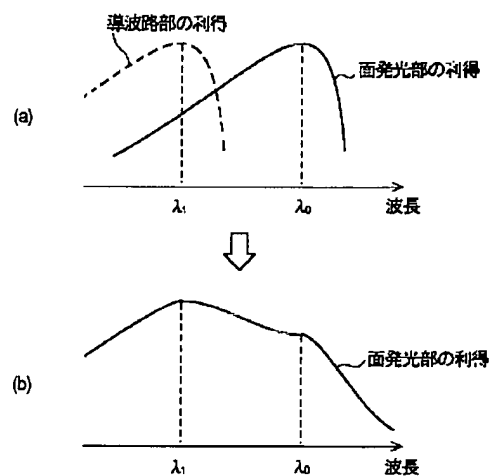 導波路部の利得
面発光部の利得
(a)
λ₁
λ₀
波長
面発光部の利得
(b)
λ₁
λ₀
波長